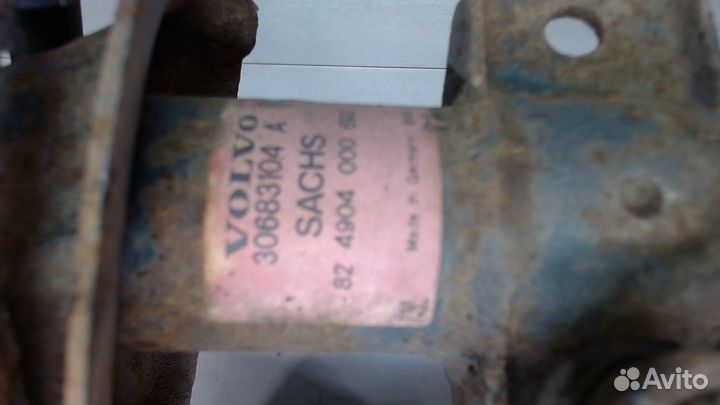 VOLVO
30683104 A
SACHS
82 4904 000
Made in Germany
Avito